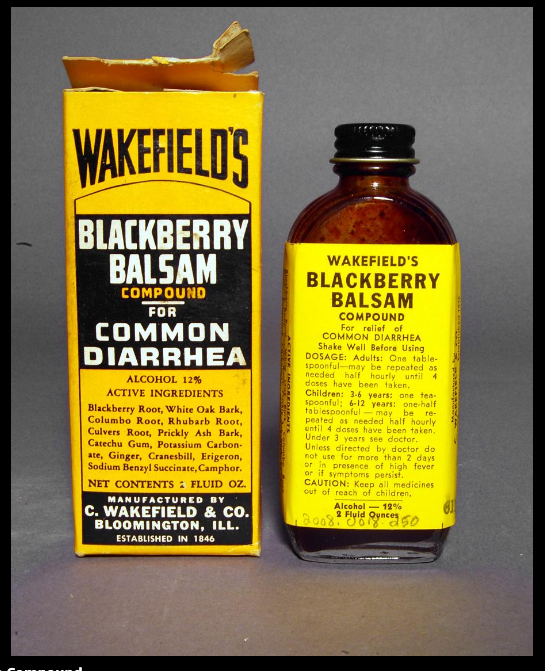 WAKEFIELD'S
BLACKBERRY
BALSAM
COMPOUND
FOR
COMMON
DIARRHEA
ALCOHOL 12%
ACTIVE INGREDIENTS
Blackberry Root, White Oak Bark,
Columbo Root, Rhubarb Root,
Culvers Root, Prickly Ash Bark,
Catechu Gum, Potassium Carbon-
ate, Ginger, Cranesbill, Erigeron,
Sodium Benzyl Succinate, Camphor.
NET CONTENTS 2 FLUID OZ.
MANUFACTURED BY
C. WAKEFIELD & CO.
BLOOMINGTON, ILL.
ESTABLISHED IN 1846
WAKEFIELD'S
BLACKBERRY
BALSAM
COMPOUND
For relief of
COMMON DIARRHEA
Shake Well Before Using
DOSAGE: Adults: One table-
spoonful—may be repeated as
needed half hourly until 4
doses have been taken.
Children: 3-6 years: one tea-
spoonful; 6-12 years: one-half
tablespoonful — may be re-
peated as needed half hourly
until 4 doses have been taken.
Under 3 years see doctor.
Unless directed by doctor do
not use for more than 2 days
or in presence of high fever
or if symptoms persist.
CAUTION: Keep all medicines
out of reach of children.
Alcohol — 12%
2 Fluid Ounces
2008.0018.250
Compound